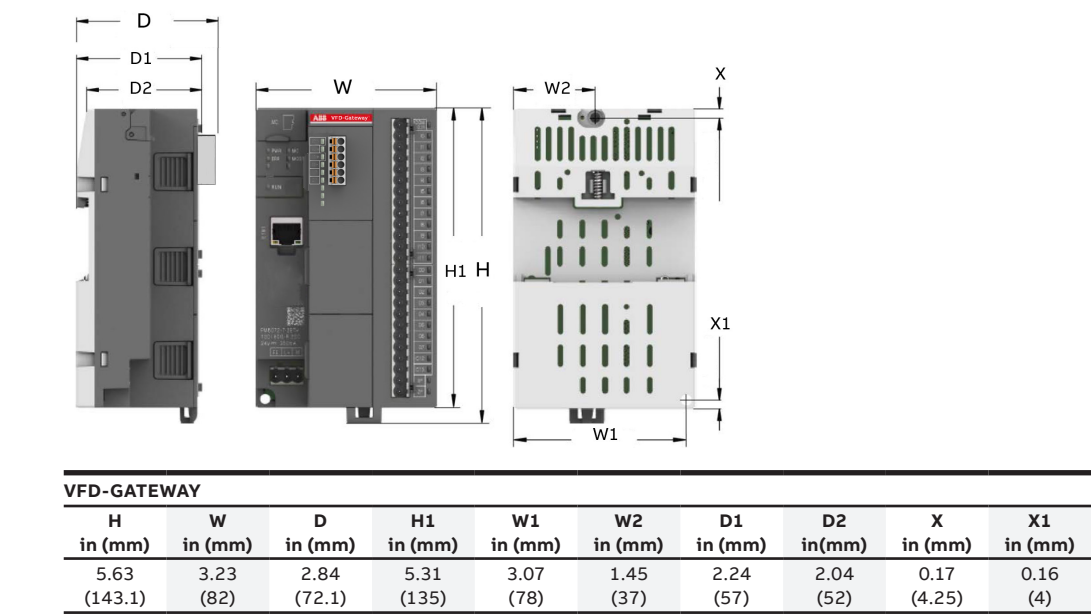 D
D1
D2
W
ABB VFD-Gateway
RUN
H1 H
W2
X
X1
W1
VFD-GATEWAY
H W D H1 W1 W2 D1 D2 X X1
in (mm) in (mm) in (mm) in (mm) in (mm) in (mm) in (mm) in(mm) in (mm) in (mm)
5.63 3.23 2.84 5.31 3.07 1.45 2.24 2.04 0.17 0.16
(143.1) (82) (72.1) (135) (78) (37) (57) (52) (4.25) (4)